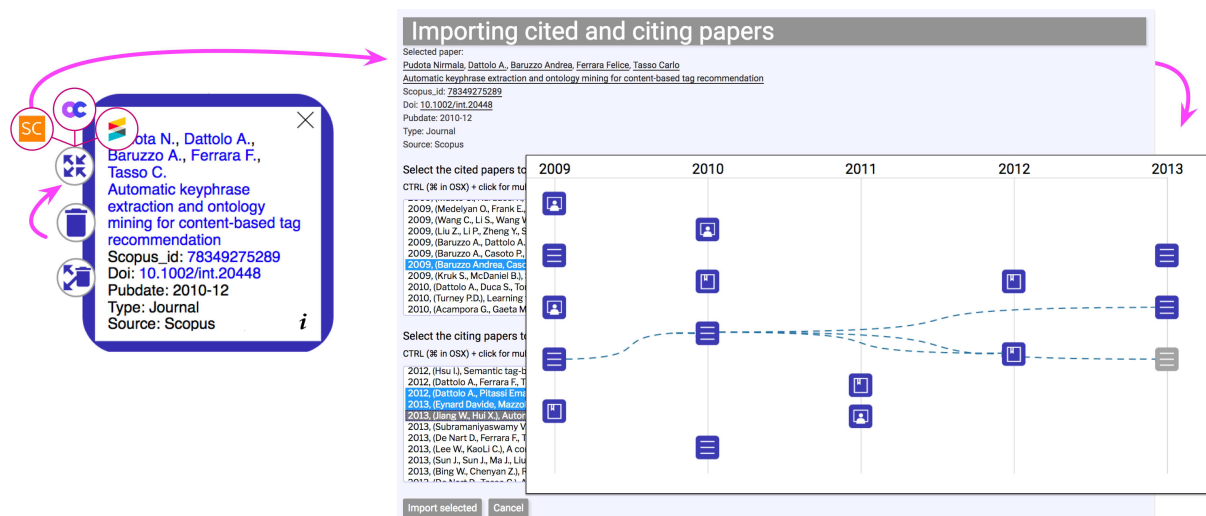 SC
ota N., Dattolo A.,
Baruzzo A., Ferrara F.,
Tasso C.
Automatic keyphrase
extraction and ontology
mining for content-based tag
recommendation
Scopus_id: 78349275289
Doi: 10.1002/int.20448
Pubdate: 2010-12
Type: Journal
Source: Scopus
i
Importing cited and citing papers
Selected paper:
Pudota Nirmala, Dattolo A., Baruzzo Andrea, Ferrara Felice, Tasso Carlo
Automatic keyphrase extraction and ontology mining for content-based tag recommendation
Scopus_id: 78349275289
Doi: 10.1002/int.20448
Pubdate: 2010-12
Type: Journal
Source: Scopus
Select the cited papers to
CTRL (⌘ in OSX) + click for mul
2009, (Medelyan O., Frank E.,
2009, (Wang C., Li S., Wang
2009, (Liu Z., Li P., Zheng Y., S
2009, (Baruzzo A., Dattolo A.
2009, (Baruzzo A., Casoto P.,
2009, (Baruzzo Andrea, Caso
2009, (Kruk S., McDaniel B.),
2010, (Dattolo A., Duca S., To
2010, (Turney P.D.), Learning
2010, (Acampora G., Gaeta M
Select the citing papers to
CTRL (⌘ in OSX) + click for mul
2012, (Hsu I.), Semantic tag-b
2012, (Dattolo A., Ferrara F., T
2012, (Dattolo A., Pitassi Ema
2013, (Eynard Davide, Mazzo
2013, (Jiang W., Hui X.), Autor
2013, (Subramaniyaswamy V
2013, (De Nart D., Ferrara F., T
2013, (Lee W., KaoLi C.), A co
2013, (Sun J., Sun J., Ma J., Liu
2013, (Bing W., Chenyan Z.),
Import selected Cancel
2009 2010 2011 2012 2013